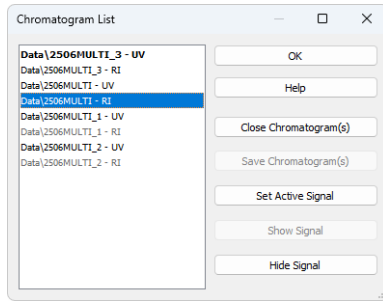 Chromatogram List
Data\2506MULTI_3 - UV
Data\2506MULTI_3 - RI
Data\2506MULTI - UV
Data\2506MULTI - RI
Data\2506MULTI_1 - UV
Data\2506MULTI_1 - RI
Data\2506MULTI_2 - UV
Data\2506MULTI_2 - RI
OK
Help
Close Chromatogram(s)
Save Chromatogram(s)
Set Active Signal
Show Signal
Hide Signal